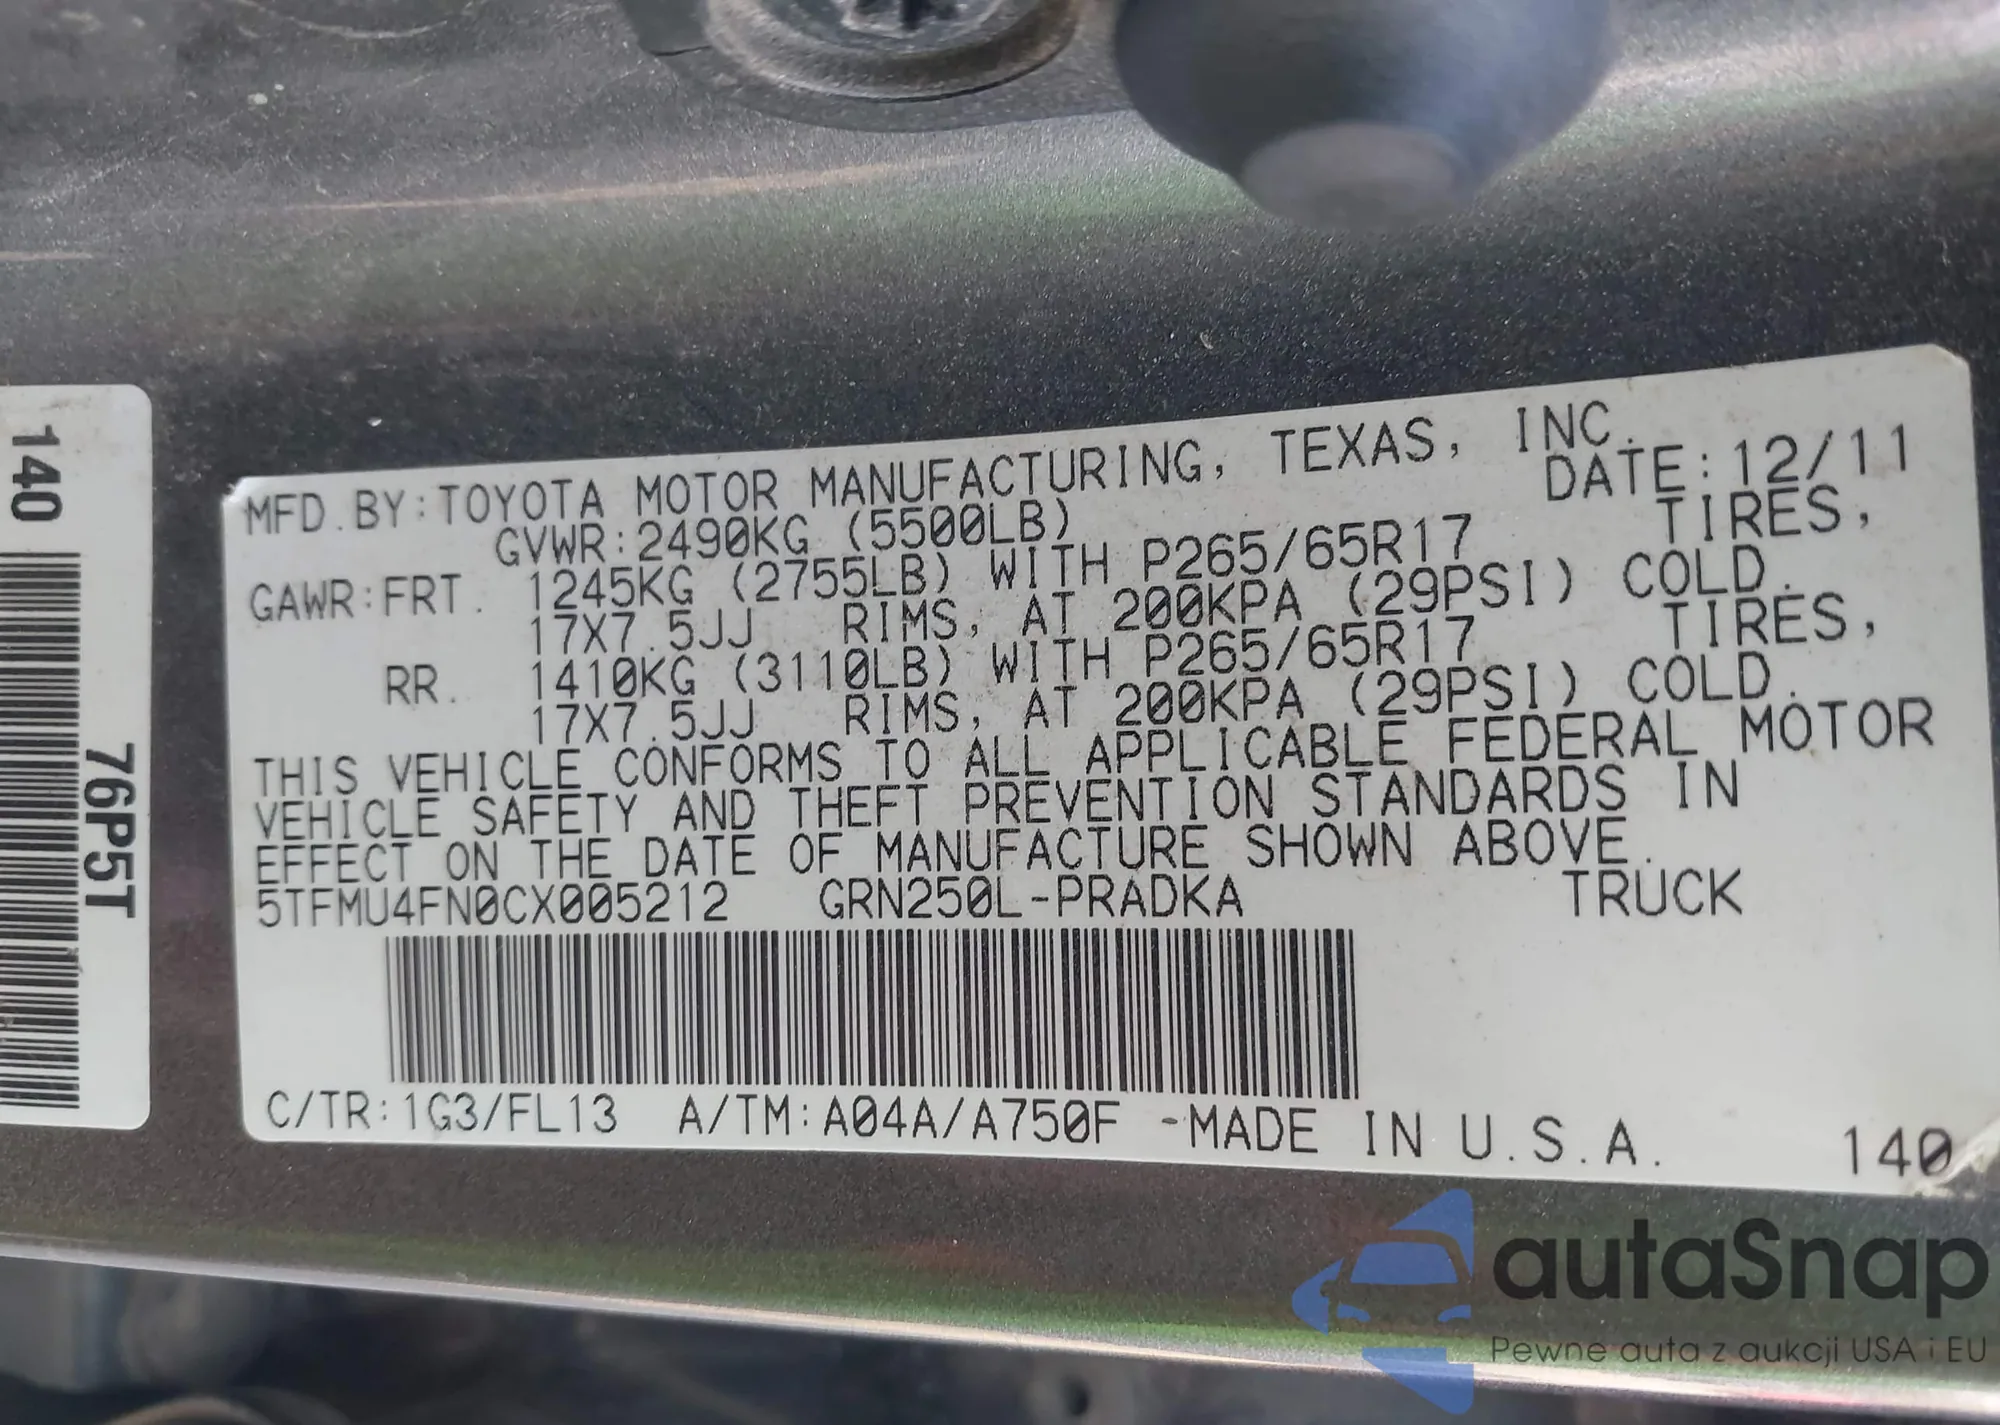 140
76P5T
MFD.BY:TOYOTA MOTOR MANUFACTURING, TEXAS, INC.
GVWR:2490KG (5500LB) DATE:12/11
GAWR:FRT. 1245KG (2755LB) WITH P265/65R17 TIRES,
17X7.5JJ RIMS, AT 200KPA (29PSI) COLD.
RR. 1410KG (3110LB) WITH P265/65R17 TIRES,
17X7.5JJ RIMS, AT 200KPA (29PSI) COLD.
THIS VEHICLE CONFORMS TO ALL APPLICABLE FEDERAL MOTOR
VEHICLE SAFETY AND THEFT PREVENTION STANDARDS IN
EFFECT ON THE DATE OF MANUFACTURE SHOWN ABOVE.
5TFMU4FN0CX005212 GRN250L-PRADKA TRUCK
C/TR:1G3/FL13 A/TM:A04A/A750F -MADE IN U.S.A. 140
autaSnap
Pewne auta z aukcji USA i EU